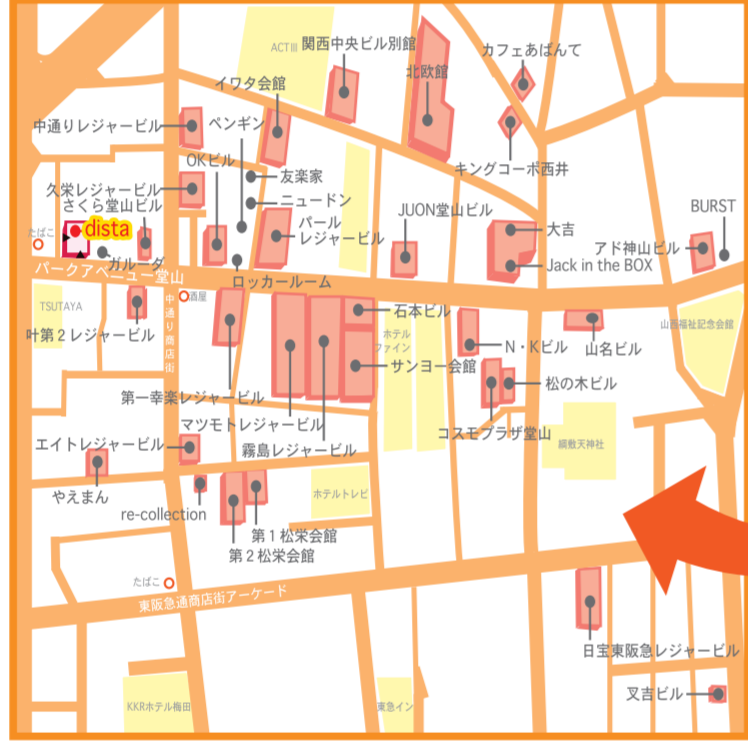 ACTⅢ
関西中央ビル別館
カフェあばんて
イワタ会館
北欧館
中通りレジャービル
ペンギン
OKビル
キングコーポ西井
友楽家
久栄レジャービル
さくら堂山ビル
ニュードン
パール
レジャービル
JUON堂山ビル
大吉
BURST
たばこ
dista
アド神山ビル
Jack in the BOX
ガルーダ
パークアベニュー堂山
ロッカールーム
TSUTAYA
酒屋
中通り商店街
石本ビル
叶第2レジャービル
ホテル
ファイン
N・Kビル
山名ビル
山西福祉記念会館
サンヨー会館
第一幸楽レジャービル
松の木ビル
マツモトレジャービル
コスモプラザ堂山
エイトレジャービル
霧島レジャービル
綱敷天神社
やえまん
re-collection
ホテルトレビ
第1松栄会館
第2松栄会館
たばこ
東阪急通商店街アーケード
日宝東阪急レジャービル
叉吉ビル
KKRホテル梅田
東急イン